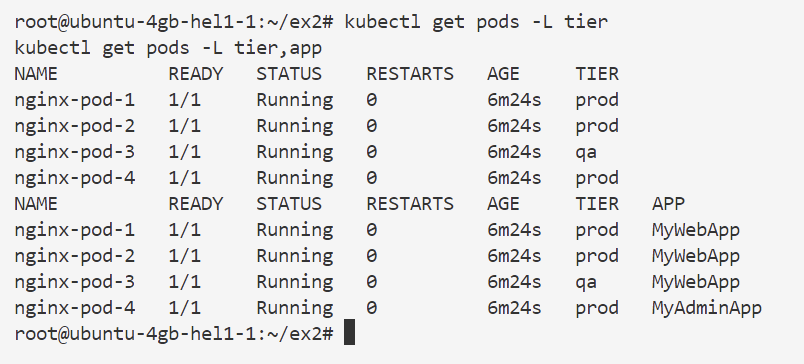 root@ubuntu-4gb-hel1-1:~/ex2# kubectl get pods -L tier
kubectl get pods -L tier,app
NAME          READY   STATUS    RESTARTS   AGE     TIER
nginx-pod-1   1/1     Running   0          6m24s   prod
nginx-pod-2   1/1     Running   0          6m24s   prod
nginx-pod-3   1/1     Running   0          6m24s   qa
nginx-pod-4   1/1     Running   0          6m24s   prod
NAME          READY   STATUS    RESTARTS   AGE     TIER   APP
nginx-pod-1   1/1     Running   0          6m24s   prod   MyWebApp
nginx-pod-2   1/1     Running   0          6m24s   prod   MyWebApp
nginx-pod-3   1/1     Running   0          6m24s   qa     MyWebApp
nginx-pod-4   1/1     Running   0          6m24s   prod   MyAdminApp
root@ubuntu-4gb-hel1-1:~/ex2#